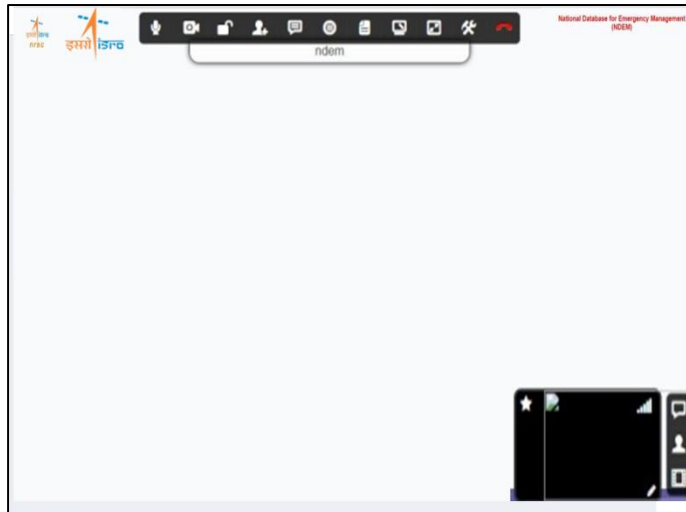 nrsc
इसरो isro
National Database for Emergency Management
(NDEM)
ndem